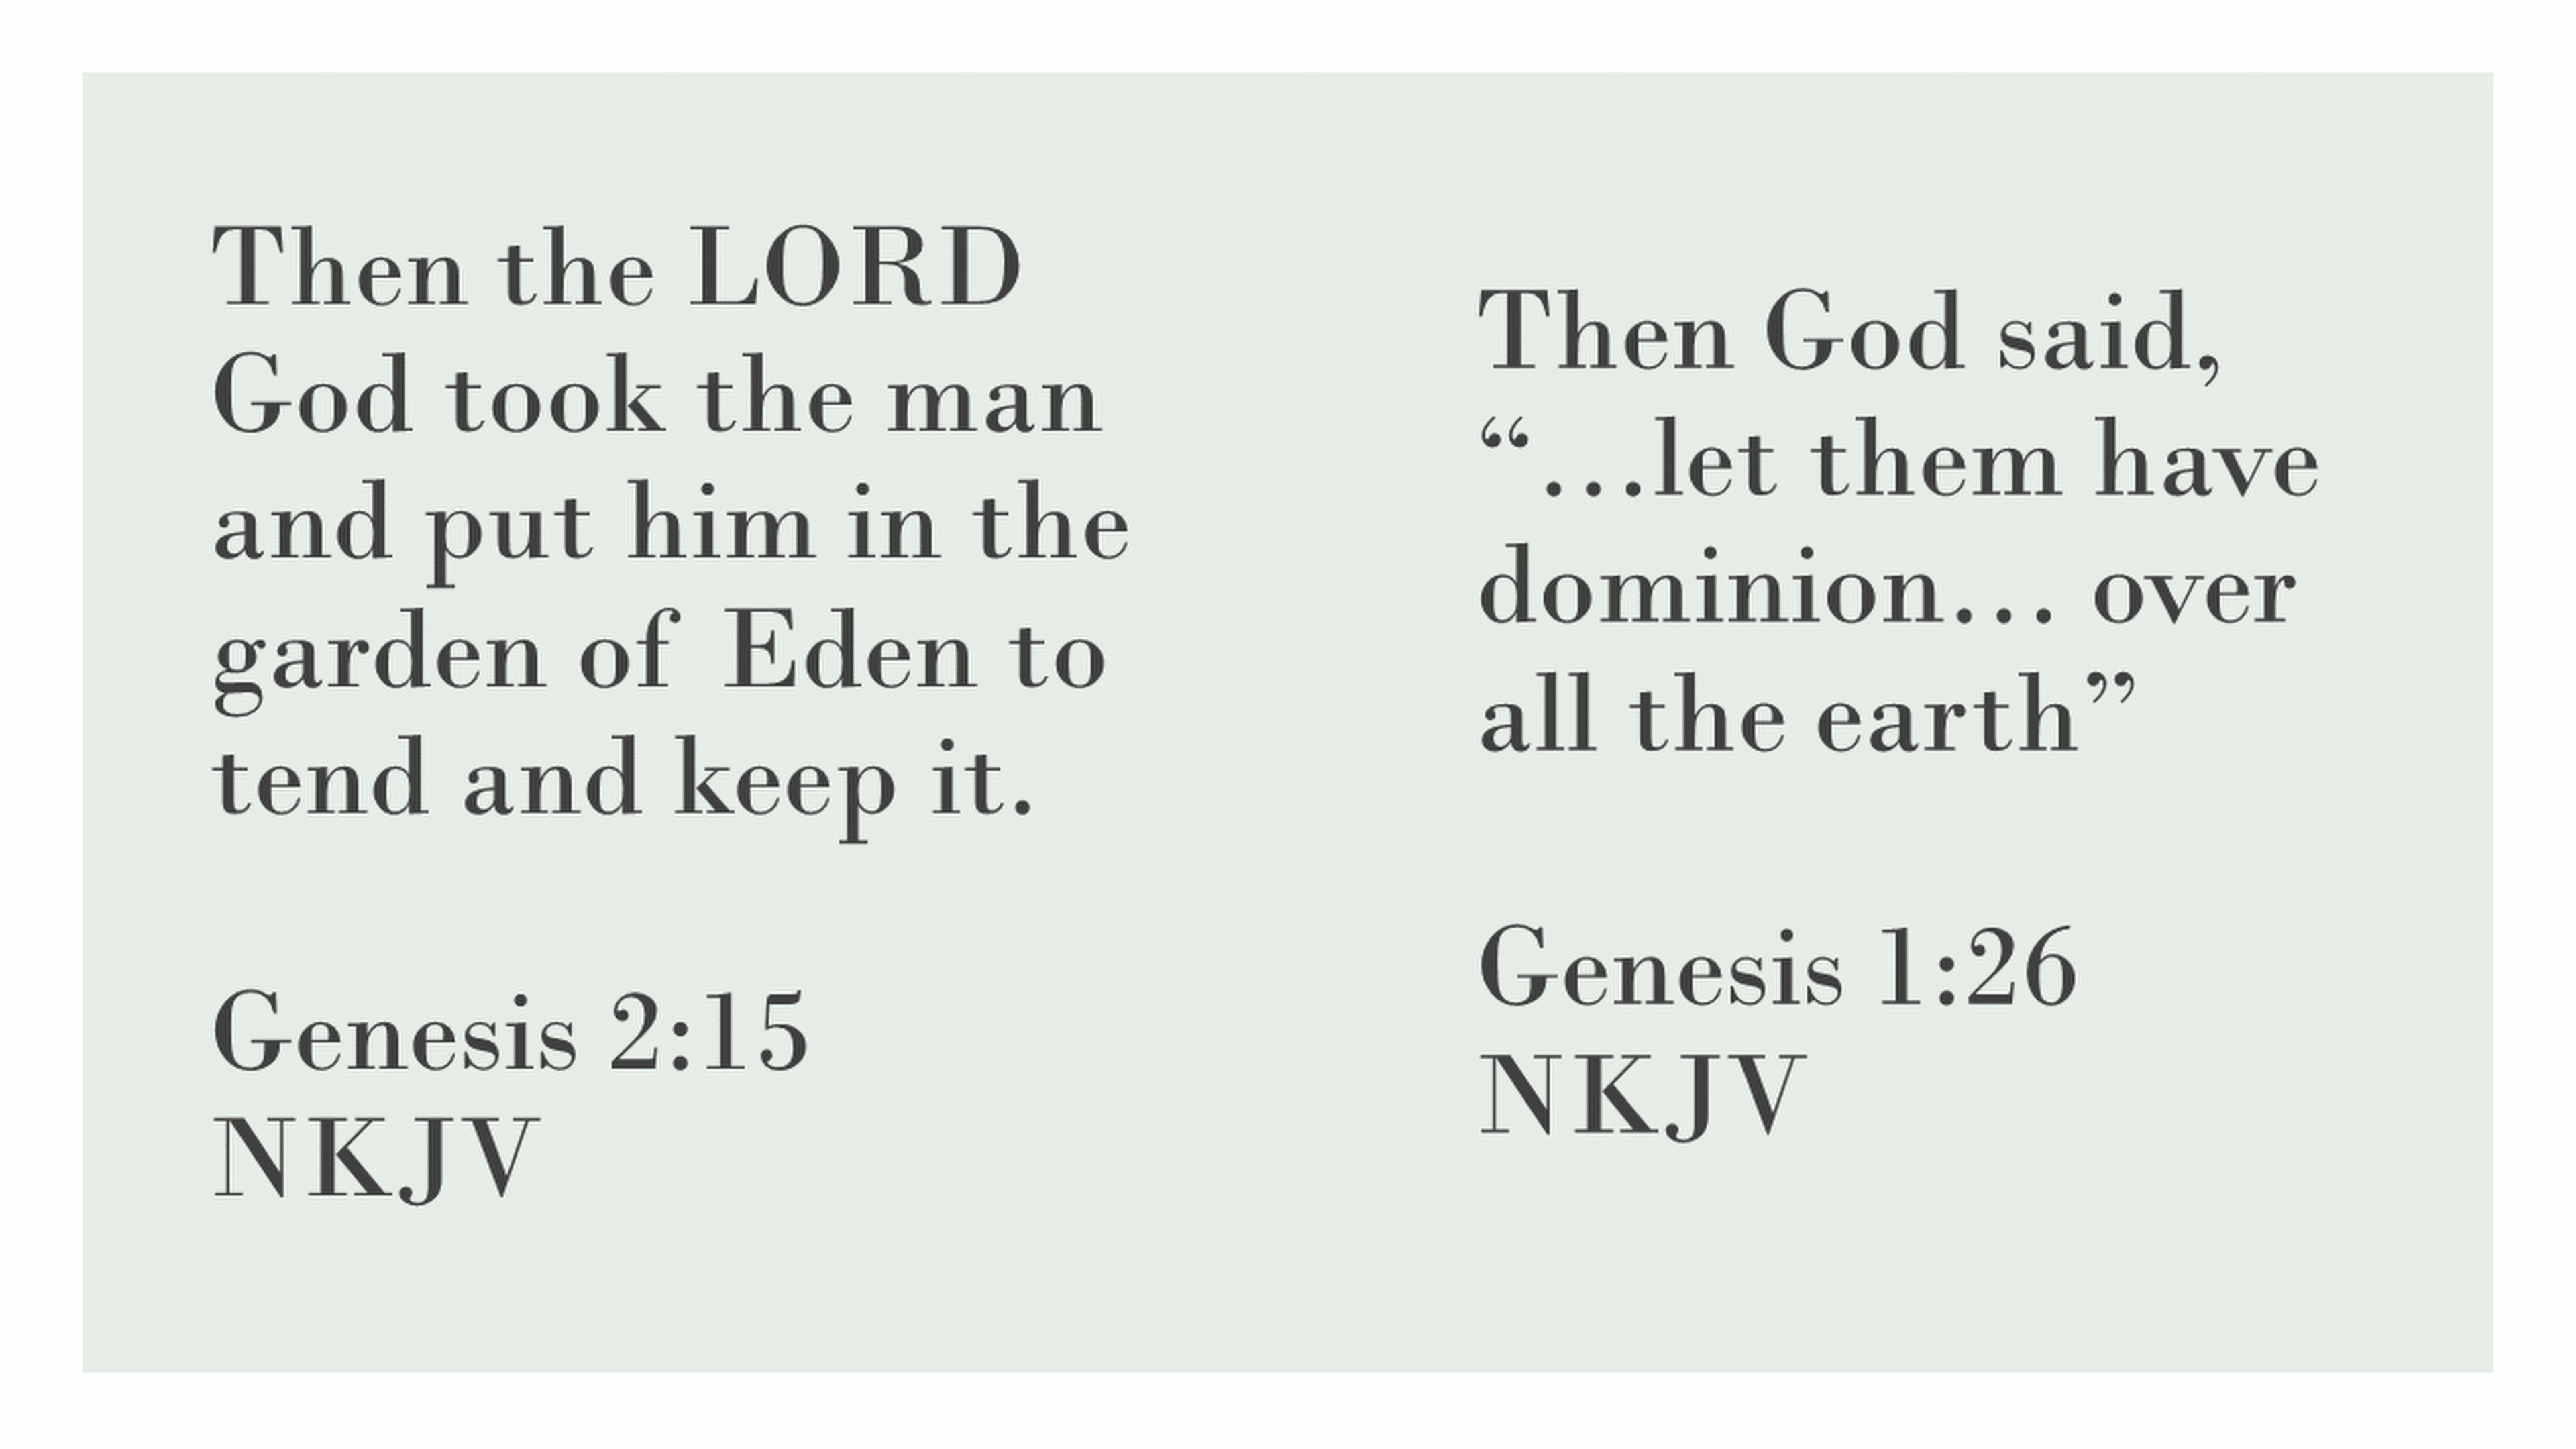 Then the LORD
God took the man
and put him in the
garden of Eden to
tend and keep it.
Genesis 2:15
NKJV
Then God said,
“…let them have
dominion… over
all the earth”
Genesis 1:26
NKJV